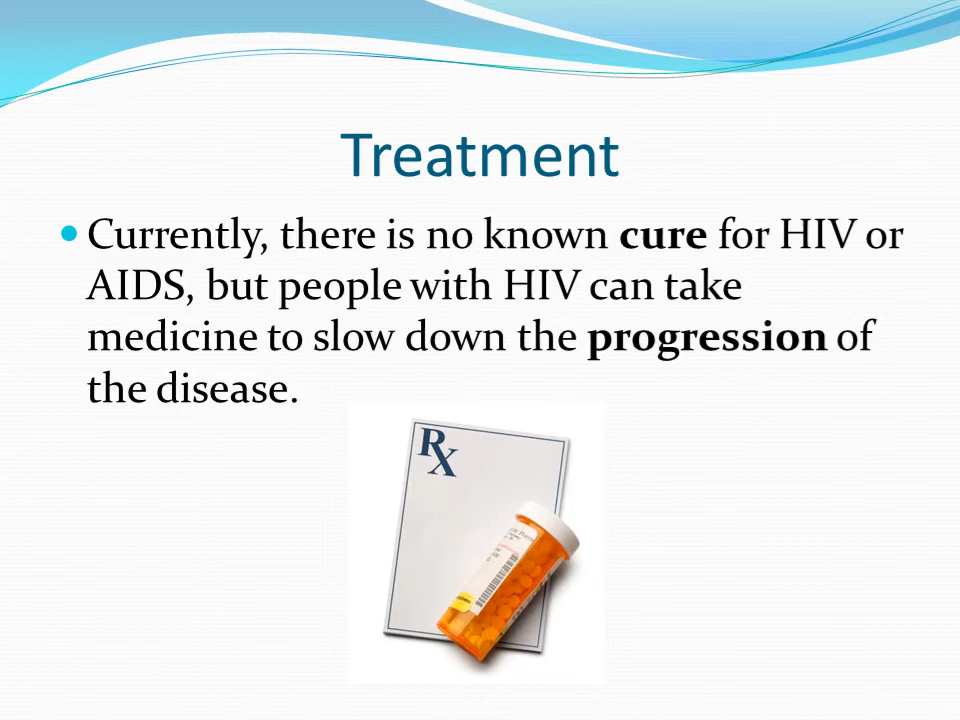 Treatment
Currently, there is no known cure for HIV or
AIDS, but people with HIV can take
medicine to slow down the progression of
the disease.
RX